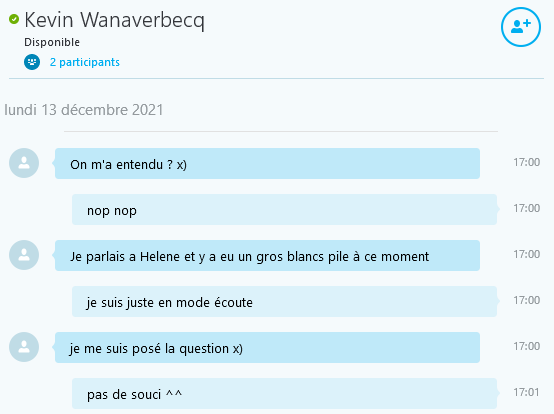 Kevin Wanaverbecq
Disponible
2 participants
lundi 13 décembre 2021
On m'a entendu ? x)
17:00
nop nop
17:00
Je parlais a Helene et y a eu un gros blancs pile à ce moment
17:00
je suis juste en mode écoute
17:00
je me suis posé la question x)
17:00
pas de souci ^^
17:01